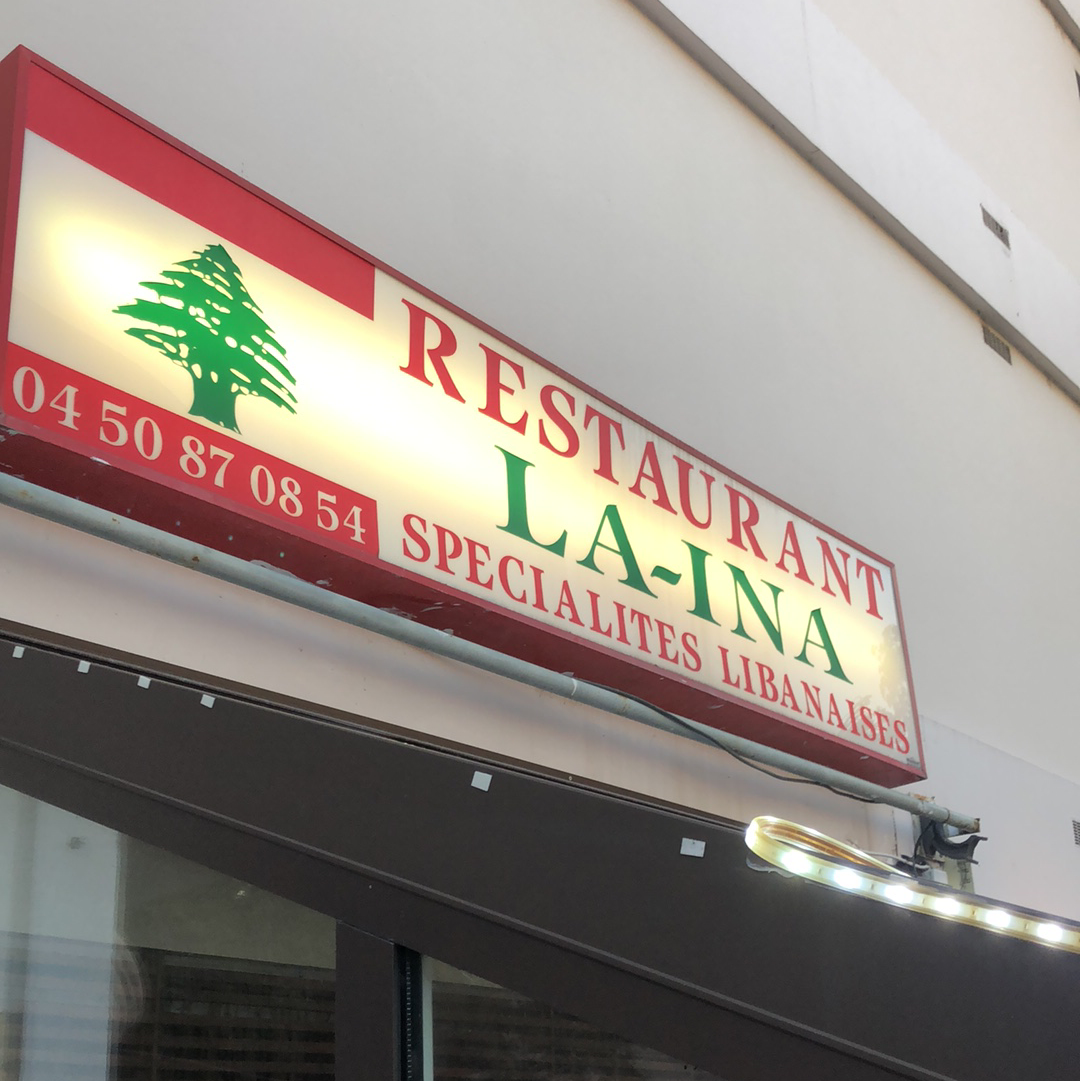 RESTAURANT
LA-INA
SPECIALITES LIBANAISES
04 50 87 08 54